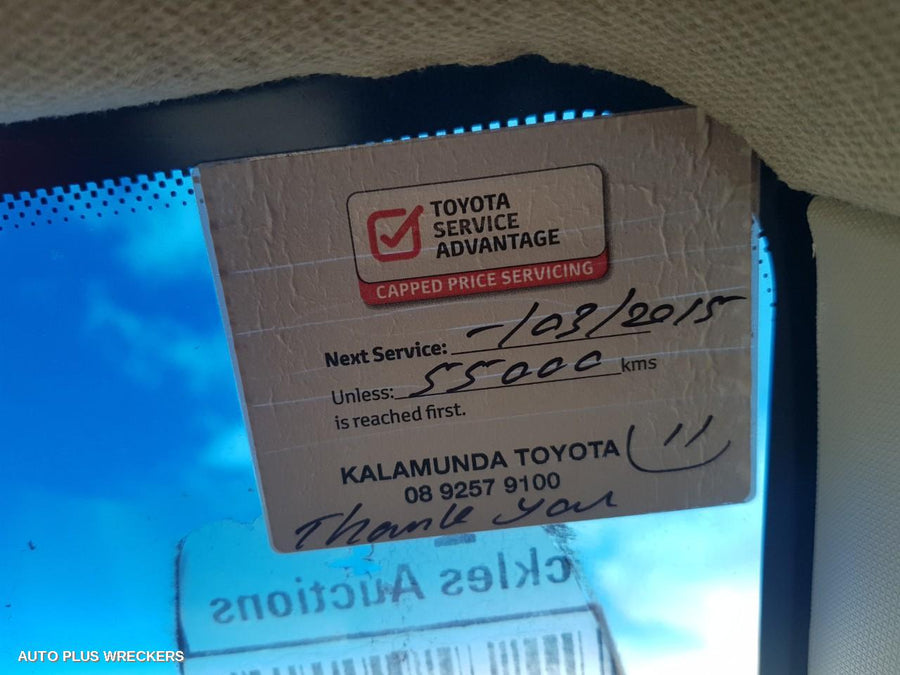 TOYOTA
SERVICE
ADVANTAGE
CAPPED PRICE SERVICING
Next Service: -/03/2015
Unless: 55000 kms
is reached first.
KALAMUNDA TOYOTA
08 9257 9100
Thank you
ckles Auctions
AUTO PLUS WRECKERS